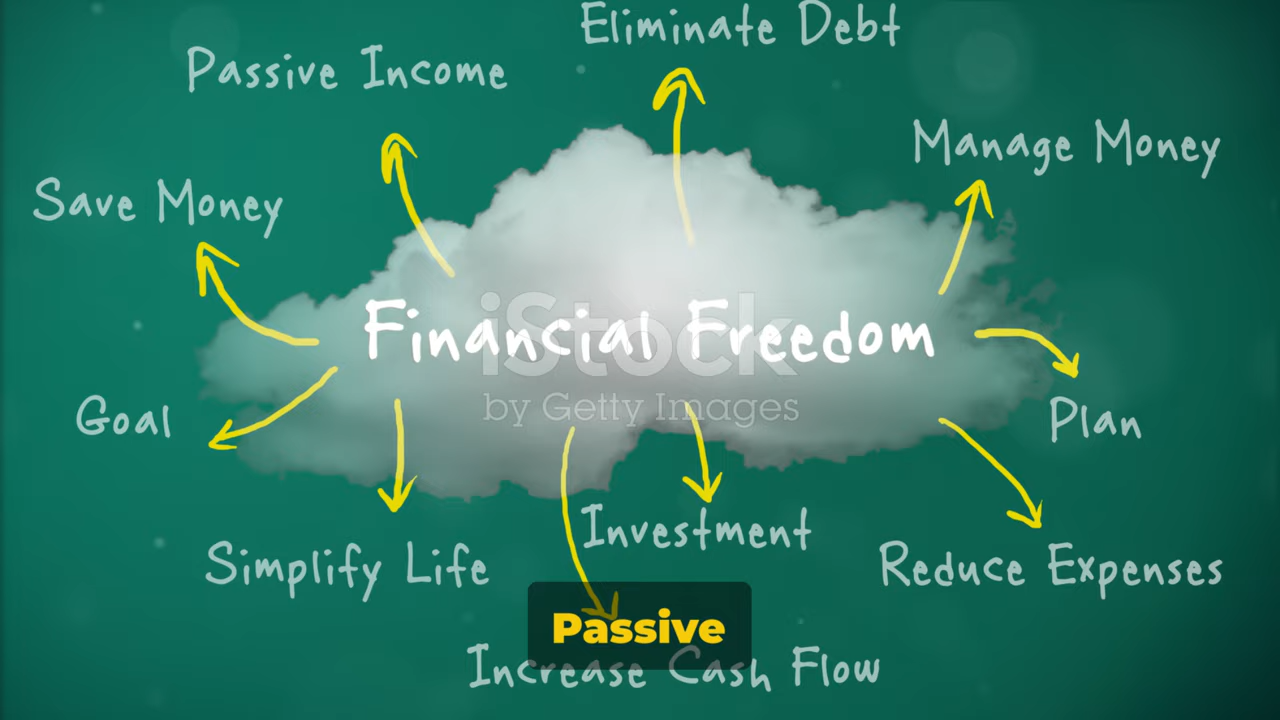 Eliminate Debt
Passive Income
Manage Money
Save Money
Financial Freedom
iStock
by Getty Images
Goal
Plan
Investment
Simplify Life
Reduce Expenses
Passive
Increase Cash Flow